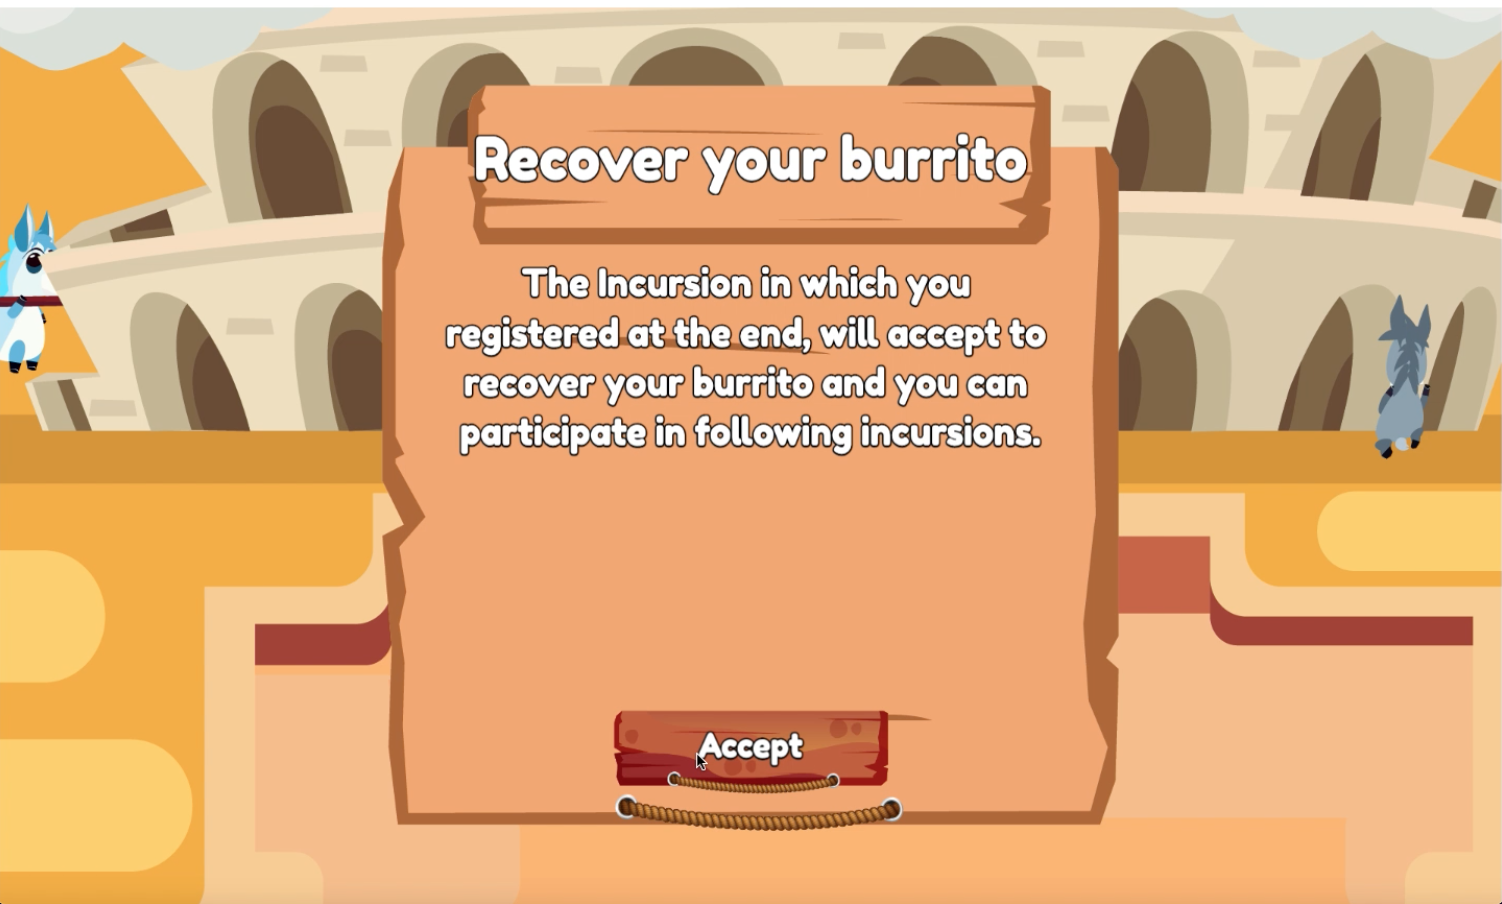 Recover your burrito
The Incursion in which you
registered at the end, will accept to
recover your burrito and you can
participate in following incursions.
Accept